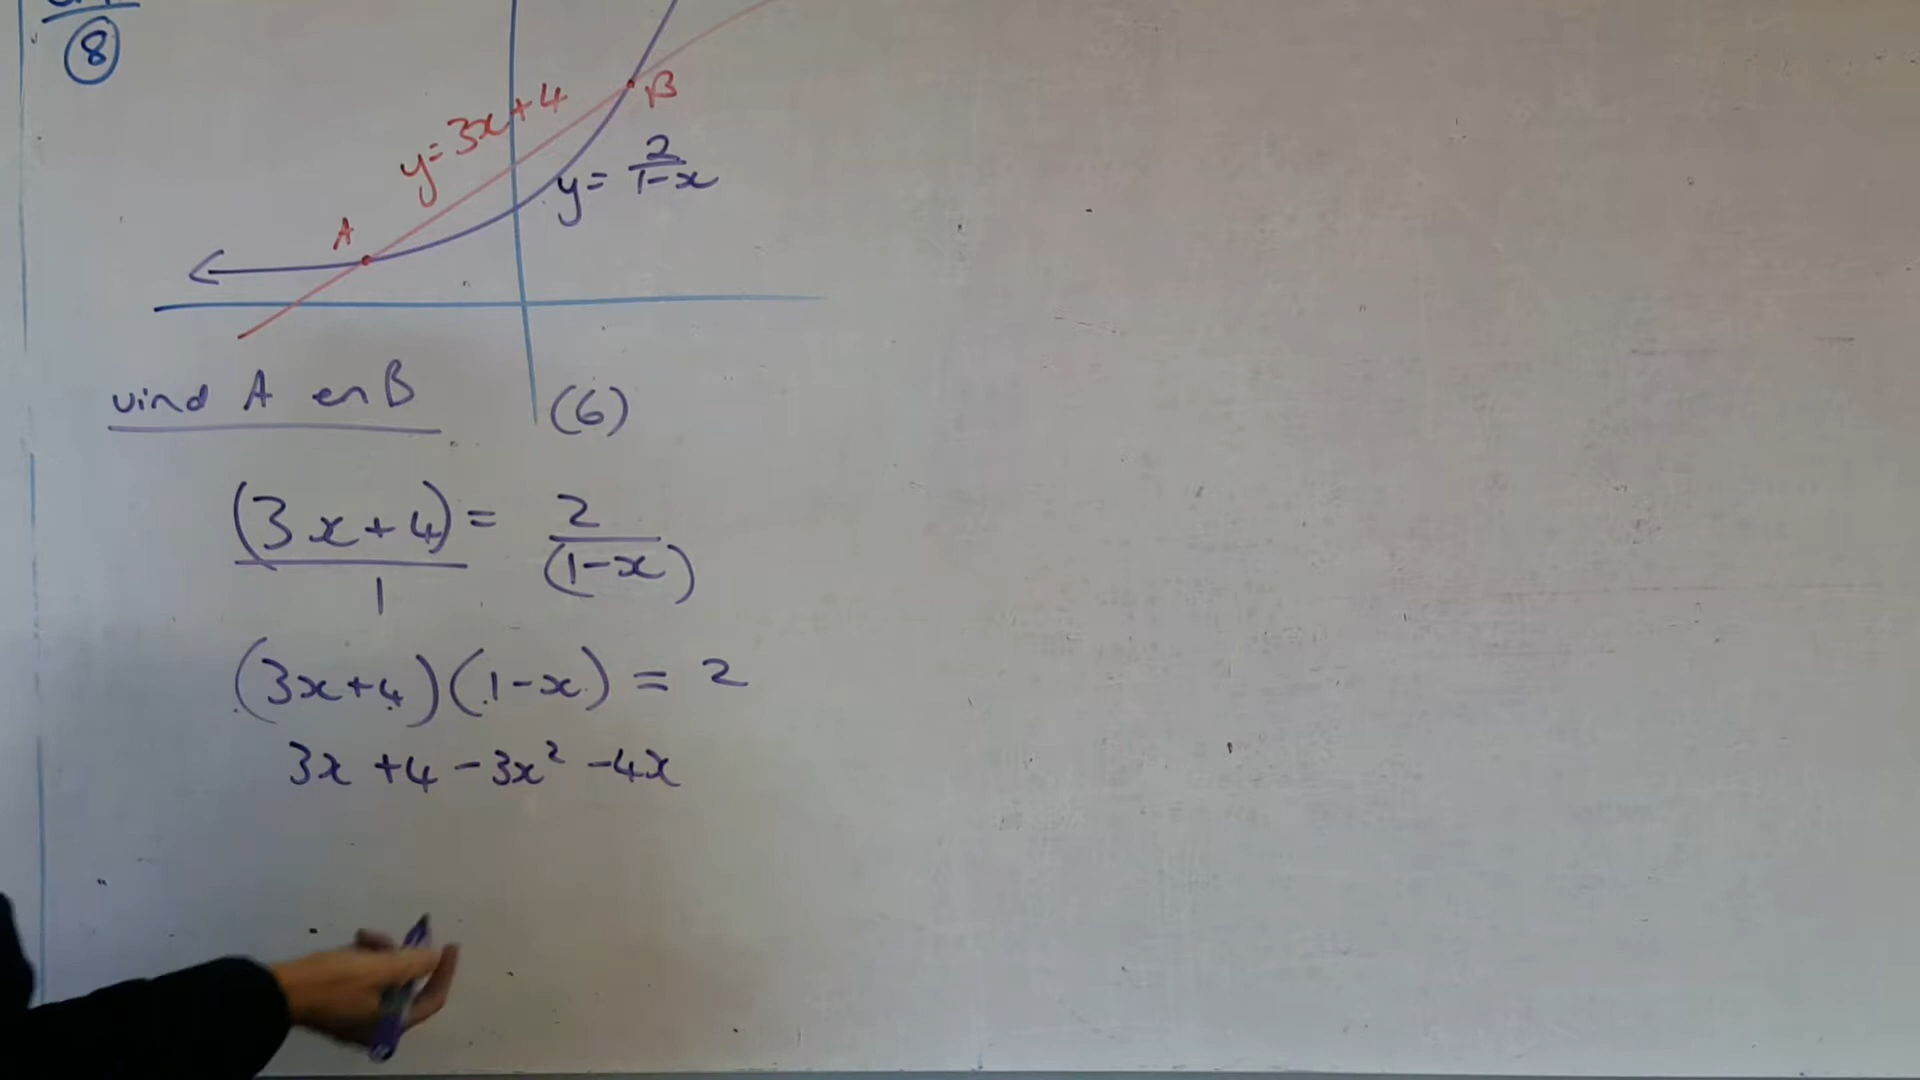 8
B
y=3x+4
y= 2/1-x
A
vind A en B (6)
(3x+4)/1 = 2/(1-x)
(3x+4)(1-x) = 2
3x +4 -3x² -4x